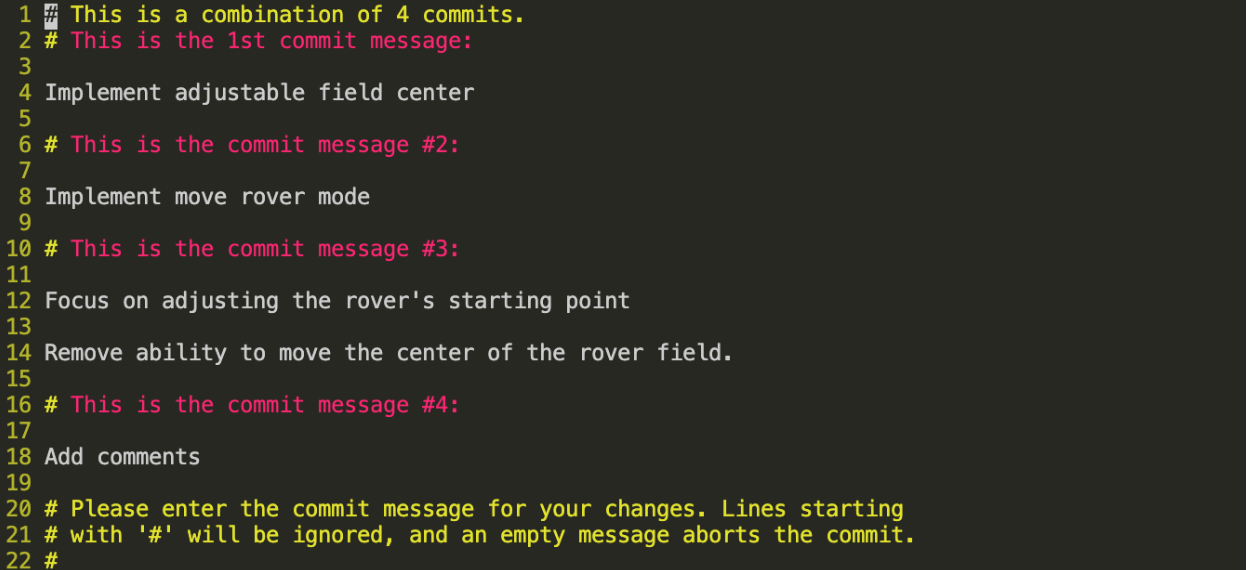 1 # This is a combination of 4 commits.
2 # This is the 1st commit message:
3
4 Implement adjustable field center
5
6 # This is the commit message #2:
7
8 Implement move rover mode
9
10 # This is the commit message #3:
11
12 Focus on adjusting the rover's starting point
13
14 Remove ability to move the center of the rover field.
15
16 # This is the commit message #4:
17
18 Add comments
19
20 # Please enter the commit message for your changes. Lines starting
21 # with '#' will be ignored, and an empty message aborts the commit.
22 #